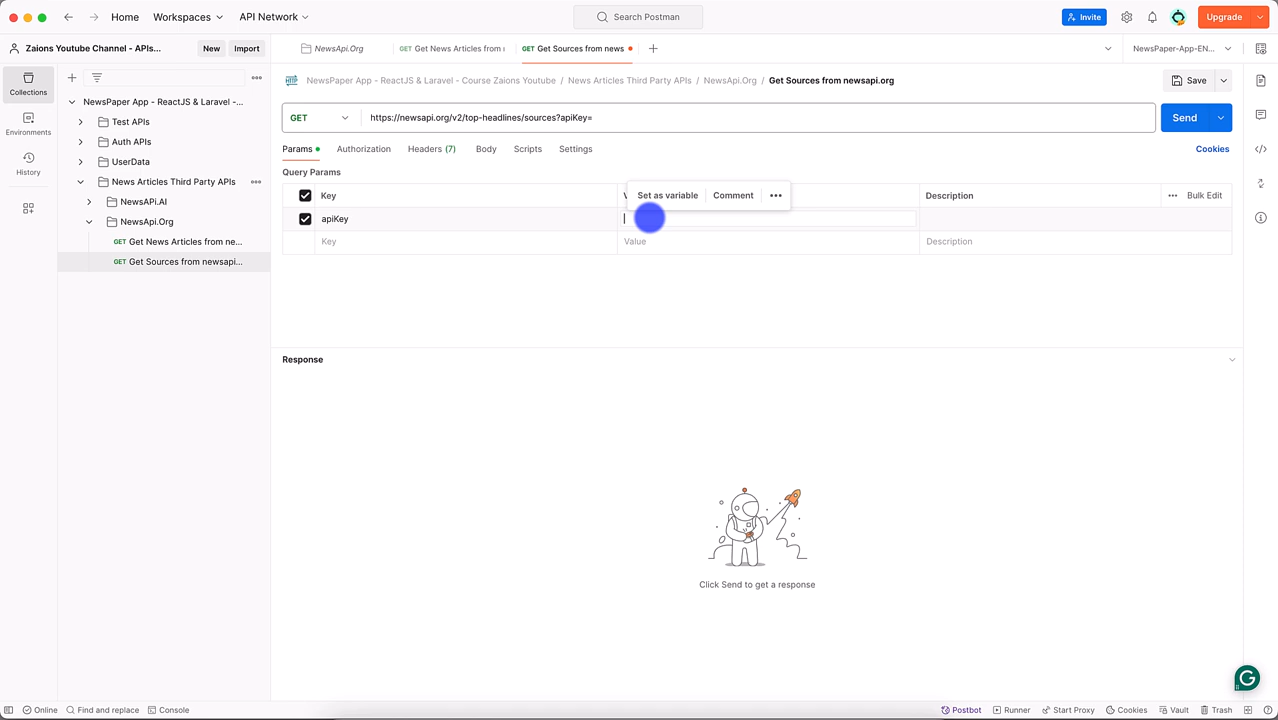 Home
Workspaces
API Network
Search Postman
Invite
Upgrade
Zaions Youtube Channel - APIs...
New
Import
NewsApi.Org
GET Get News Articles from
GET Get Sources from news
NewsPaper-App-EN...
Collections
Environments
History
NewsPaper App - ReactJS & Laravel -...
Test APIs
Auth APIs
UserData
News Articles Third Party APIs
NewsAPi.AI
NewsApi.Org
GET Get News Articles from ne...
GET Get Sources from newsapi...
HTTP
NewsPaper App - ReactJS & Laravel - Course Zaions Youtube / News Articles Third Party APIs / NewsApi.Org / Get Sources from newsapi.org
Save
GET
https://newsapi.org/v2/top-headlines/sources?apiKey=
Send
Params
Authorization
Headers (7)
Body
Scripts
Settings
Cookies
Query Params
Key
Set as variable
Comment
Description
Bulk Edit
apiKey
Key
Value
Description
Response
Click Send to get a response
Online
Find and replace
Console
Postbot
Runner
Start Proxy
Cookies
Vault
Trash